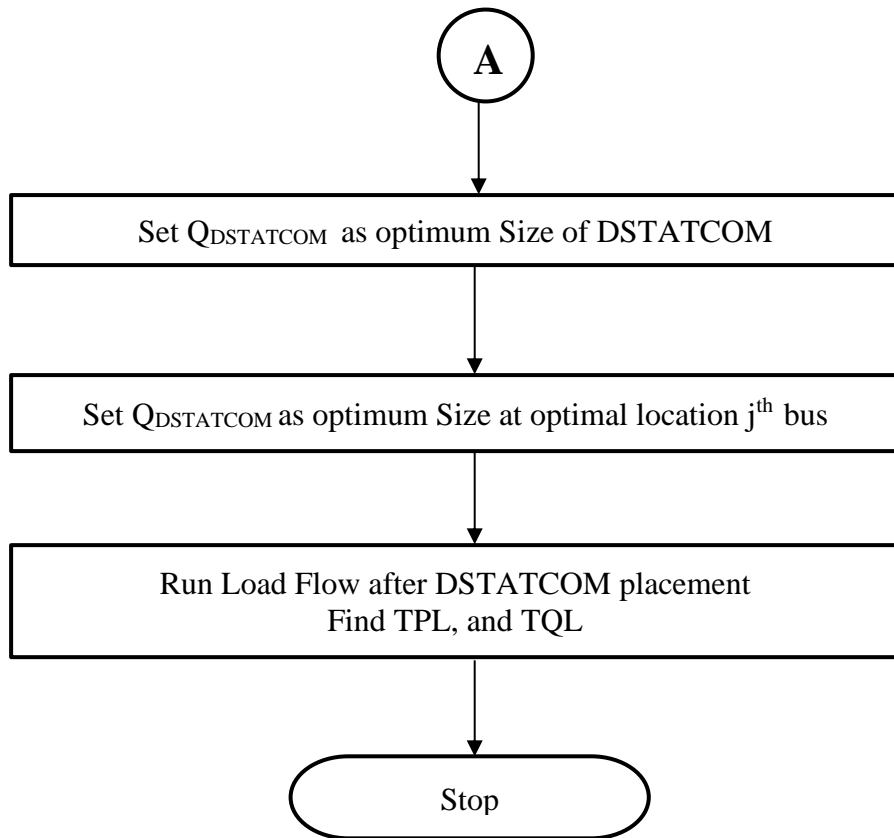 A
Set QDSTATCOM as optimum Size of DSTATCOM
Set QDSTATCOM as optimum Size at optimal location jth bus
Run Load Flow after DSTATCOM placement
Find TPL, and TQL
Stop